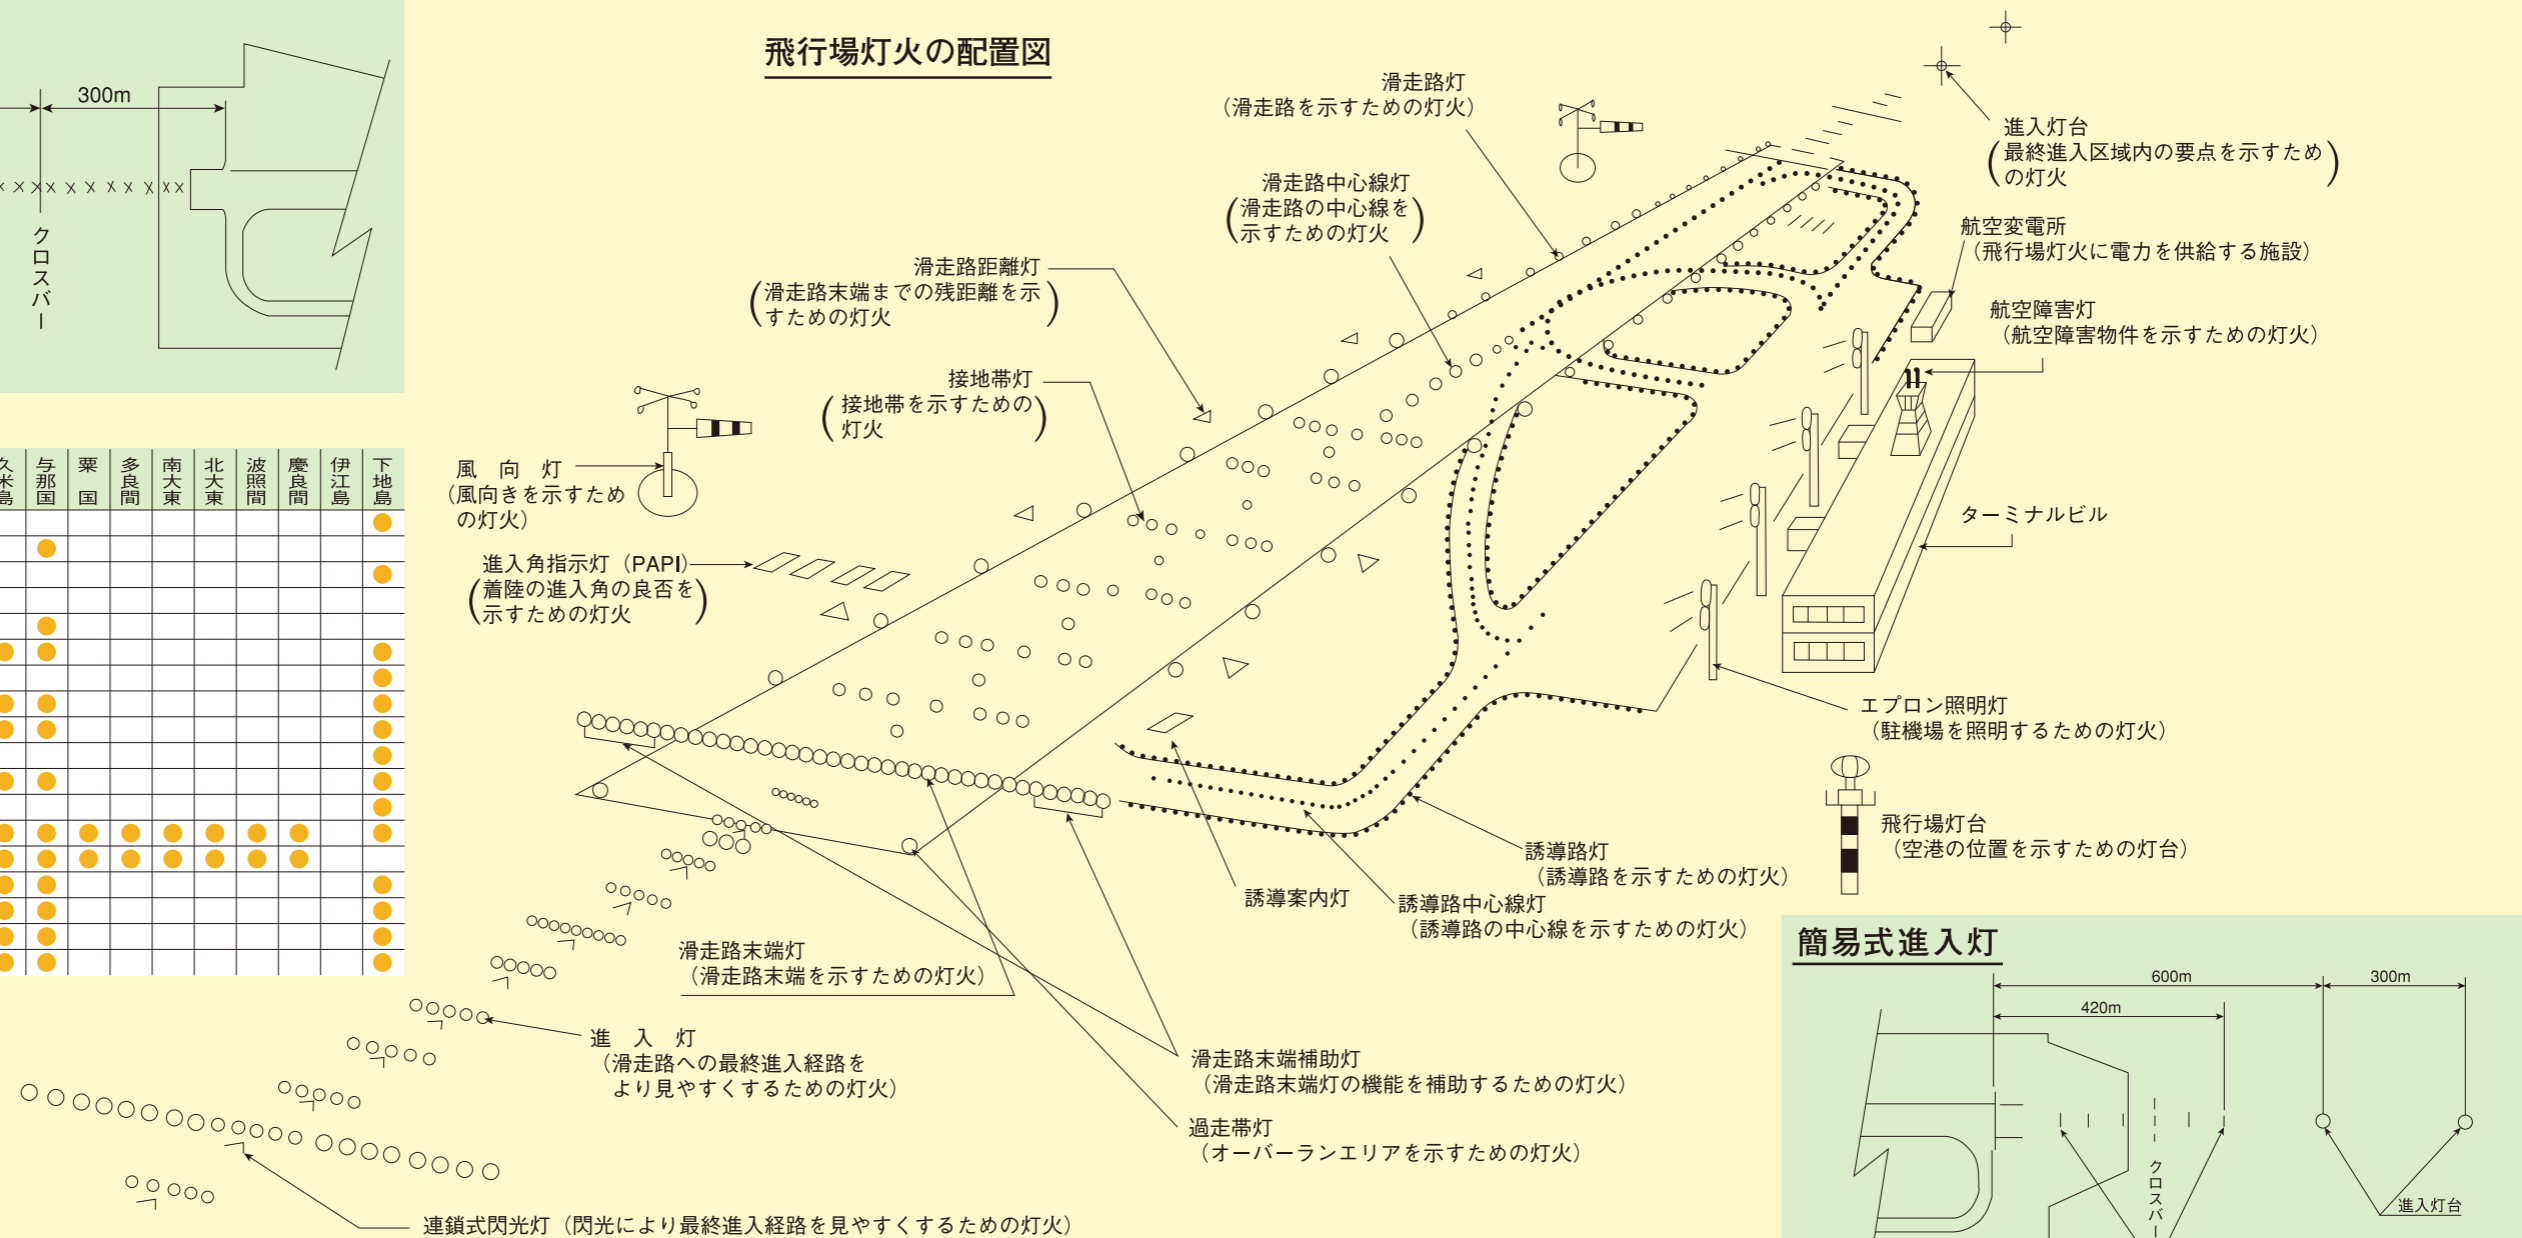 飛行場灯火の配置図
300m
クロスバー
久米島
与那国
粟国
多良間
南大東
北大東
波照間
慶良間
伊江島
下地島
滑走路灯
（滑走路を示すための灯火）
滑走路中心線灯
（滑走路の中心線を
示すための灯火）
滑走路距離灯
（滑走路末端までの残距離を示
すための灯火）
接地帯灯
（接地帯を示すための
灯火）
風　向　灯
（風向きを示すため
の灯火）
進入角指示灯（PAPI）
（着陸の進入角の良否を
示すための灯火）
進入灯台
（最終進入区域内の要点を示すため
の灯火）
航空変電所
（飛行場灯火に電力を供給する施設）
航空障害灯
（航空障害物件を示すための灯火）
ターミナルビル
エプロン照明灯
（駐機場を照明するための灯火）
飛行場灯台
（空港の位置を示すための灯台）
誘導路灯
（誘導路を示すための灯火）
誘導案内灯
誘導路中心線灯
（誘導路の中心線を示すための灯火）
滑走路末端灯
（滑走路末端を示すための灯火）
進　入　灯
（滑走路への最終進入経路を
より見やすくするための灯火）
滑走路末端補助灯
（滑走路末端灯の機能を補助するための灯火）
過走帯灯
（オーバーランエリアを示すための灯火）
連鎖式閃光灯（閃光により最終進入経路を見やすくするための灯火）
簡易式進入灯
600m
300m
420m
クロスバー
進入灯台